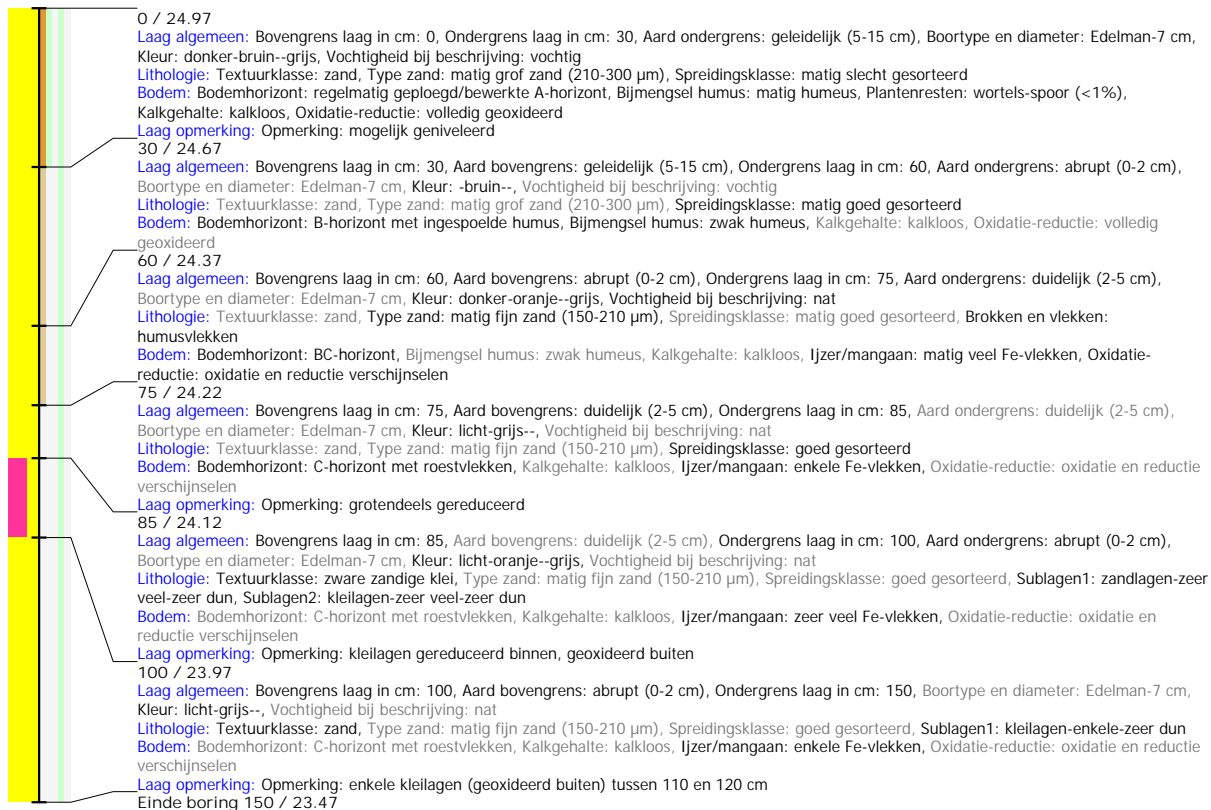 0 / 24.97
Laag algemeen: Bovengrens laag in cm: 0, Ondergrens laag in cm: 30, Aard ondergrens: geleidelijk (5-15 cm), Boortype en diameter: Edelman-7 cm,
Kleur: donker-bruin--grijs, Vochtigheid bij beschrijving: vochtig
Lithologie: Textuurklasse: zand, Type zand: matig grof zand (210-300 µm), Spreidingsklasse: matig slecht gesorteerd
Bodem: Bodemhorizont: regelmatig geploegd/bewerkte A-horizont, Bijmengsel humus: matig humeus, Plantenresten: wortels-spoor (<1%),
Kalkgehalte: kalkloos, Oxidatie-reductie: volledig geoxideerd
Laag opmerking: Opmerking: mogelijk geniveleerd
30 / 24.67
Laag algemeen: Bovengrens laag in cm: 30, Aard bovengrens: geleidelijk (5-15 cm), Ondergrens laag in cm: 60, Aard ondergrens: abrupt (0-2 cm),
Boortype en diameter: Edelman-7 cm, Kleur: -bruin--, Vochtigheid bij beschrijving: vochtig
Lithologie: Textuurklasse: zand, Type zand: matig grof zand (210-300 µm), Spreidingsklasse: matig goed gesorteerd
Bodem: Bodemhorizont: B-horizont met ingespoelde humus, Bijmengsel humus: zwak humeus, Kalkgehalte: kalkloos, Oxidatie-reductie: volledig
geoxideerd
60 / 24.37
Laag algemeen: Bovengrens laag in cm: 60, Aard bovengrens: abrupt (0-2 cm), Ondergrens laag in cm: 75, Aard ondergrens: duidelijk (2-5 cm),
Boortype en diameter: Edelman-7 cm, Kleur: donker-oranje--grijs, Vochtigheid bij beschrijving: nat
Lithologie: Textuurklasse: zand, Type zand: matig fijn zand (150-210 µm), Spreidingsklasse: matig goed gesorteerd, Brokken en vlekken:
humusvlekken
Bodem: Bodemhorizont: BC-horizont, Bijmengsel humus: zwak humeus, Kalkgehalte: kalkloos, Ijzer/mangaan: matig veel Fe-vlekken, Oxidatie-
reductie: oxidatie en reductie verschijnselen
75 / 24.22
Laag algemeen: Bovengrens laag in cm: 75, Aard bovengrens: duidelijk (2-5 cm), Ondergrens laag in cm: 85, Aard ondergrens: duidelijk (2-5 cm),
Boortype en diameter: Edelman-7 cm, Kleur: licht-grijs--, Vochtigheid bij beschrijving: nat
Lithologie: Textuurklasse: zand, Type zand: matig fijn zand (150-210 µm), Spreidingsklasse: goed gesorteerd
Bodem: Bodemhorizont: C-horizont met roestvlekken, Kalkgehalte: kalkloos, Ijzer/mangaan: enkele Fe-vlekken, Oxidatie-reductie: oxidatie en reductie
verschijnselen
Laag opmerking: Opmerking: grotendeels gereduceerd
85 / 24.12
Laag algemeen: Bovengrens laag in cm: 85, Aard bovengrens: duidelijk (2-5 cm), Ondergrens laag in cm: 100, Aard ondergrens: abrupt (0-2 cm),
Boortype en diameter: Edelman-7 cm, Kleur: licht-oranje--grijs, Vochtigheid bij beschrijving: nat
Lithologie: Textuurklasse: zware zandige klei, Type zand: matig fijn zand (150-210 µm), Spreidingsklasse: goed gesorteerd, Sublagen1: zandlagen-zeer
veel-zeer dun, Sublagen2: kleilagen-zeer veel-zeer dun
Bodem: Bodemhorizont: C-horizont met roestvlekken, Kalkgehalte: kalkloos, Ijzer/mangaan: zeer veel Fe-vlekken, Oxidatie-reductie: oxidatie en
reductie verschijnselen
Laag opmerking: Opmerking: kleilagen gereduceerd binnen, geoxideerd buiten
100 / 23.97
Laag algemeen: Bovengrens laag in cm: 100, Aard bovengrens: abrupt (0-2 cm), Ondergrens laag in cm: 150, Boortype en diameter: Edelman-7 cm,
Kleur: licht-grijs--, Vochtigheid bij beschrijving: nat
Lithologie: Textuurklasse: zand, Type zand: matig fijn zand (150-210 µm), Spreidingsklasse: goed gesorteerd, Sublagen1: kleilagen-enkele-zeer dun
Bodem: Bodemhorizont: C-horizont met roestvlekken, Kalkgehalte: kalkloos, Ijzer/mangaan: enkele Fe-vlekken, Oxidatie-reductie: oxidatie en reductie
verschijnselen
Laag opmerking: Opmerking: enkele kleilagen (geoxideerd buiten) tussen 110 en 120 cm
Einde boring 150 / 23.47